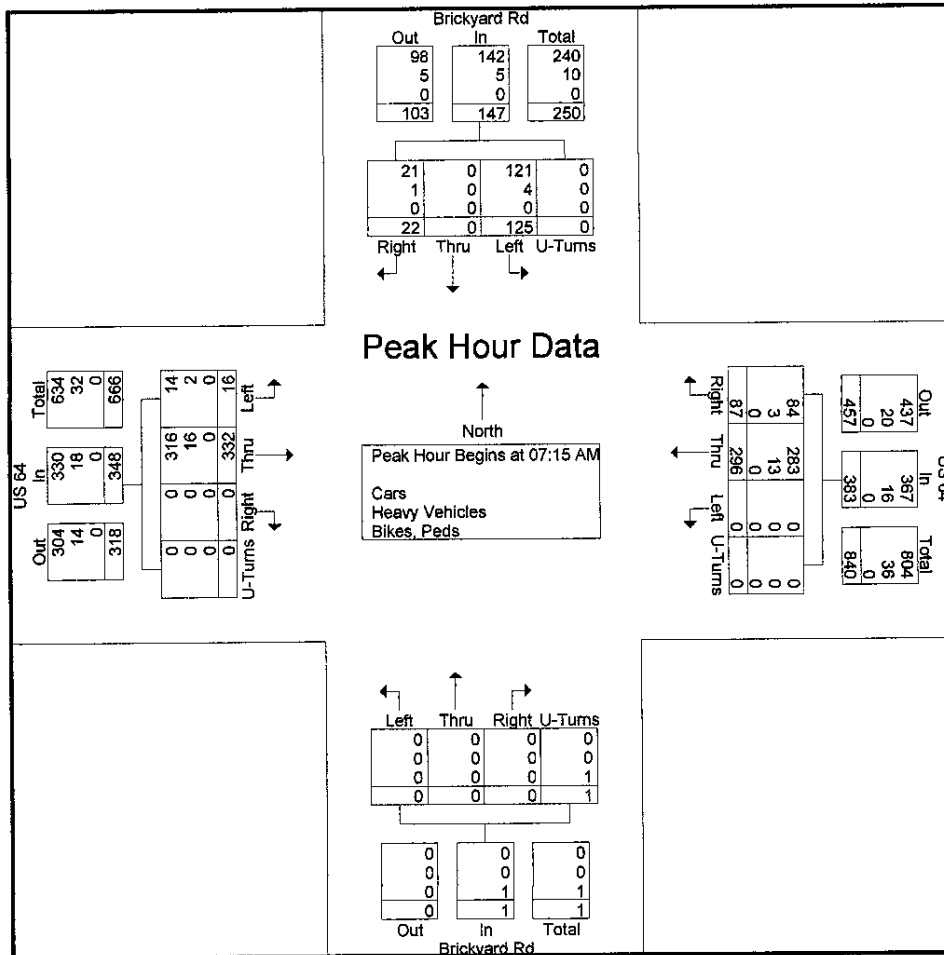 Brickyard Rd
Out In Total
98 142 240
5 5 10
0 0 0
103 147 250
21 0 121 0
1 0 4 0
0 0 0 0
22 0 125 0
Right Thru Left U-Turns
Peak Hour Data
North
Peak Hour Begins at 07:15 AM
Cars
Heavy Vehicles
Bikes, Peds
US 64
Out In Total
304 330 634
14 18 32
0 0 0
318 348 666
U-Turns Right Thru Left
0 0 316 14
0 0 16 2
0 0 0 0
0 0 332 16
US 64
Out In Total
437 367 804
20 16 36
0 0 0
457 383 840
Right Thru Left U-Turns
84 283 0 0
3 13 0 0
0 0 0 0
87 296 0 0
Left Thru Right U-Turns
0 0 0 0
0 0 0 0
0 0 0 1
0 0 0 1
0 0 0
0 0 0
0 1 1
0 1 1
Out In Total
Brickyard Rd